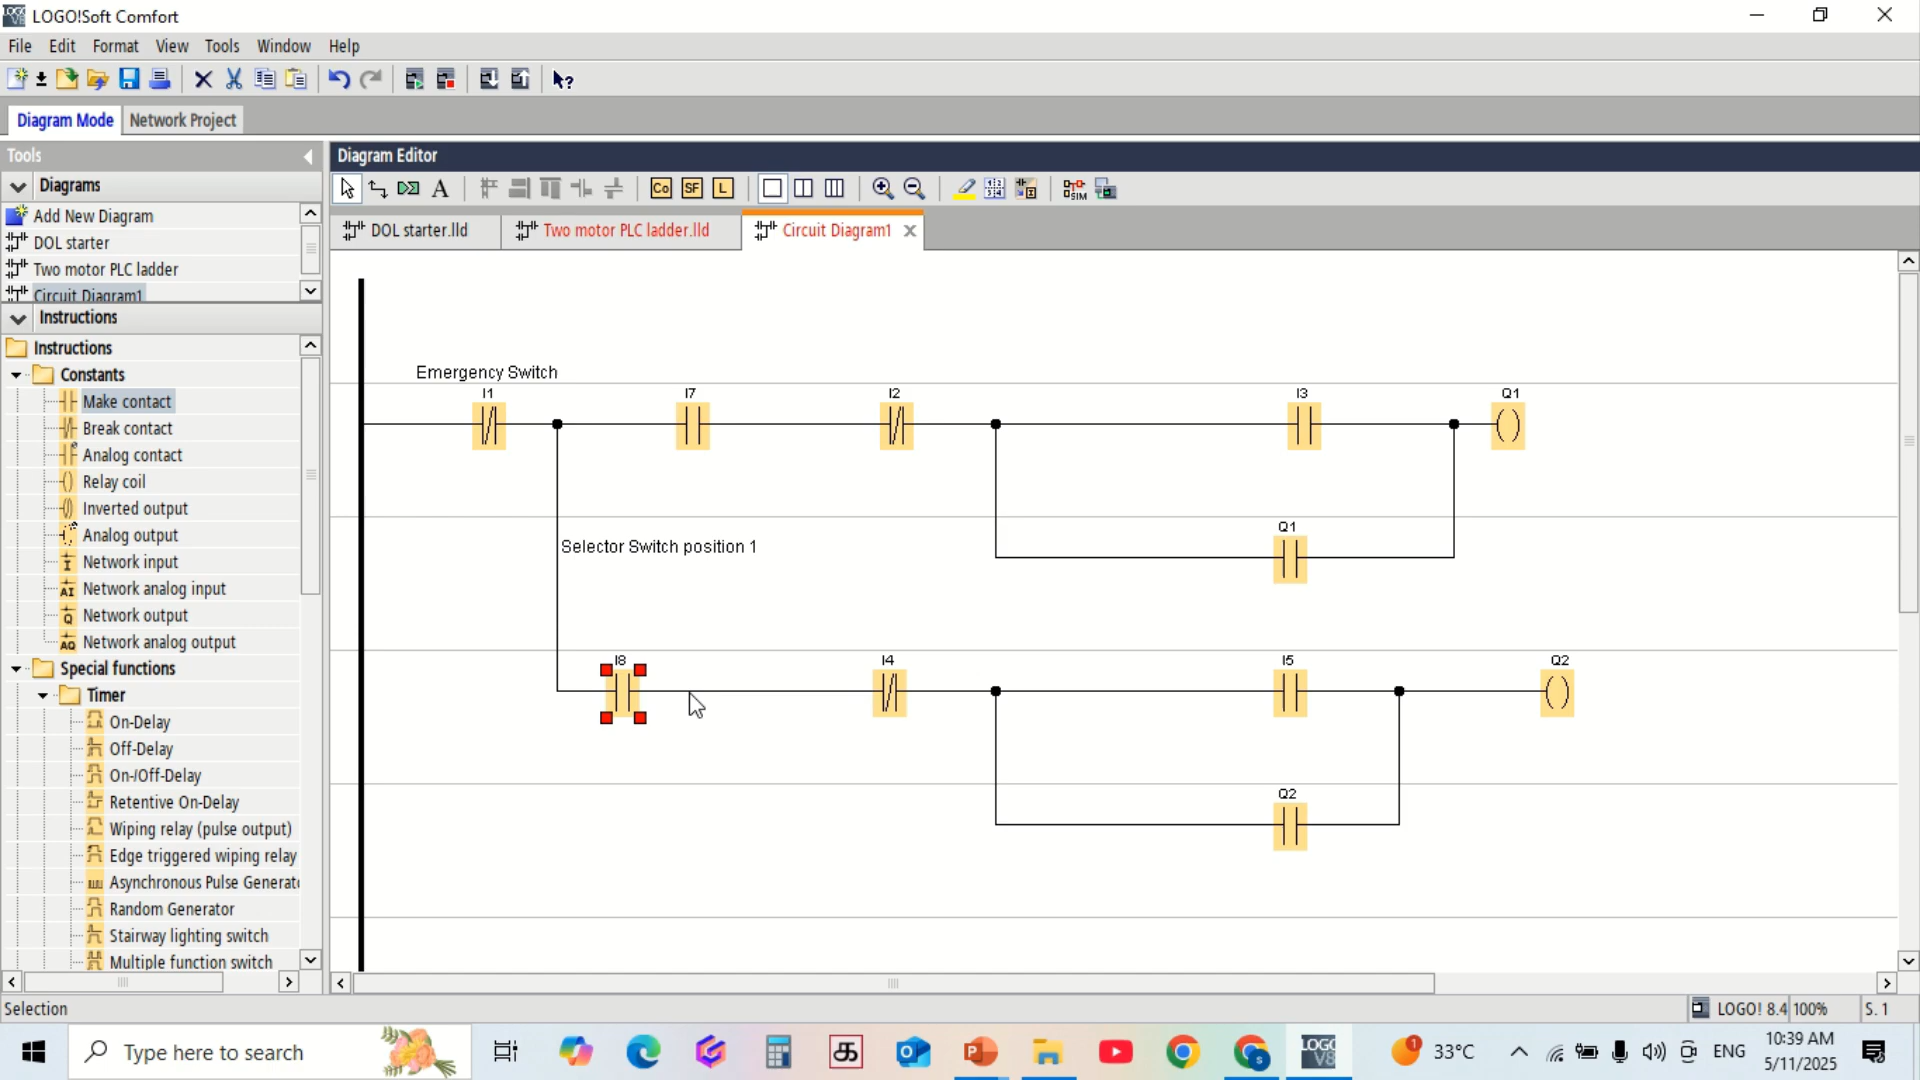 LOGO!Soft Comfort
File Edit Format View Tools Window Help
Diagram Mode Network Project
Tools
Diagrams
Add New Diagram
DOL starter
Two motor PLC ladder
Circuit Diagram1
Instructions
Instructions
Constants
Make contact
Break contact
Analog contact
Relay coil
Inverted output
Analog output
Network input
Network analog input
Network output
Network analog output
Special functions
Timer
On-Delay
Off-Delay
On-/Off-Delay
Retentive On-Delay
Wiping relay (pulse output)
Edge triggered wiping relay
Asynchronous Pulse Generato
Random Generator
Stairway lighting switch
Multiple function switch
Diagram Editor
A Co SF L
DOL starter.lld Two motor PLC ladder.lld Circuit Diagram1
Emergency Switch
I1 I7 I2 I3 Q1
Q1
Selector Switch position 1
I8 I4 I5 Q2
Q2
Selection
LOGO! 8.4 100% S. 1
Type here to search
33°C
ENG
10:39 AM
5/11/2025